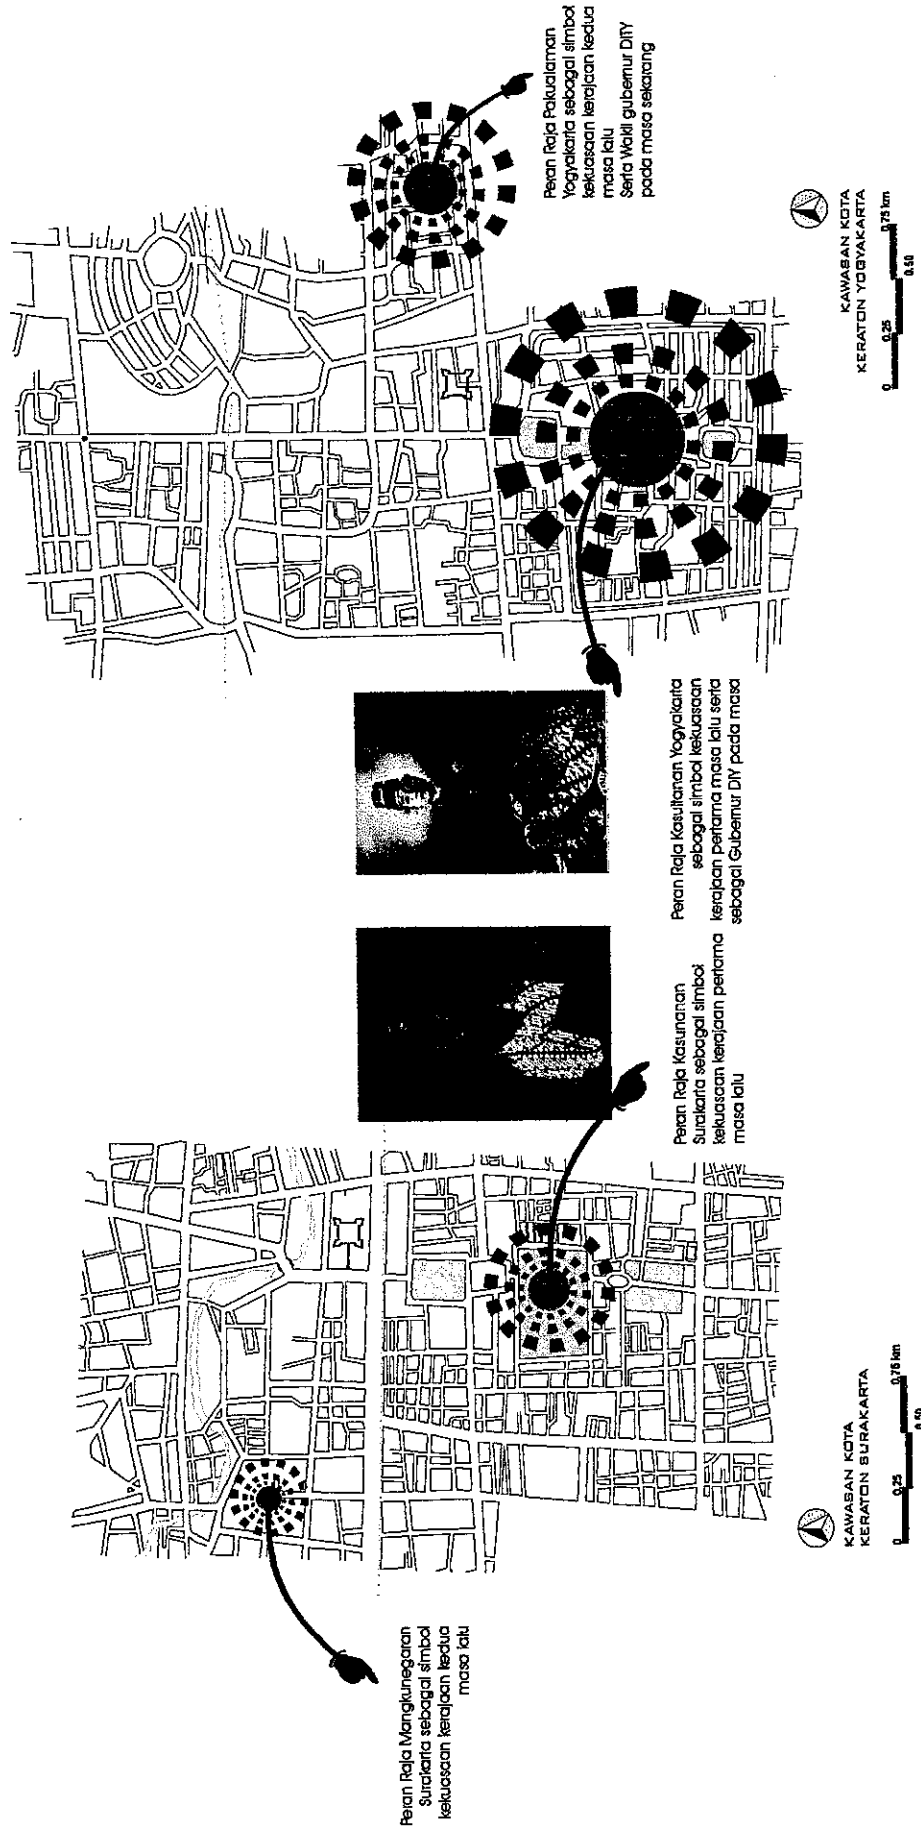 Peran Raja Mangkunegaran
Surakarta sebagai simbol
kekuasaan kerajaan kedua
masa lalu
Peran Raja Kasunanan
Surakarta sebagai simbol
kekuasaan kerajaan pertama
masa lalu
Peran Raja Kasultanan Yogyakarta
sebagai simbol kekuasaan
kerajaan pertama masa lalu serta
sebagai Gubernur DIY pada masa
Peran Raja Pakualaman
Yogyakarta sebagai simbol
kekuasaan kerajaan kedua
masa lalu
Serta Wakil gubernur DITY
pada masa sekarang
KAWASAN KOTA
KERATON SURAKARTA
0 0.25 0.50 0.75 km
KAWASAN KOTA
KERATON YOGYAKARTA
0 0.25 0.50 0.75 km